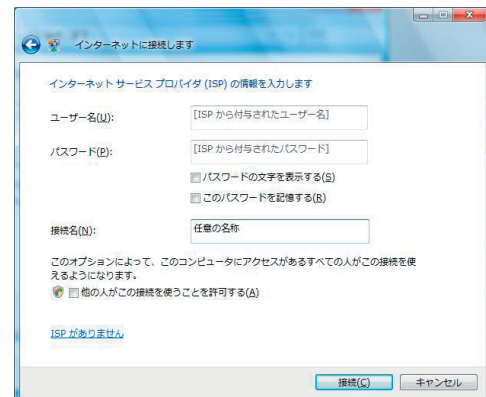 インターネットに接続します
インターネット サービス プロバイダ (ISP) の情報を入力します
ユーザー名(U):
[ISP から付与されたユーザー名]
パスワード(P):
[ISP から付与されたパスワード]
パスワードの文字を表示する(S)
このパスワードを記憶する(R)
接続名(N):
任意の名称
このオプションによって、このコンピュータにアクセスがあるすべての人がこの接続を使
えるようになります。
他の人がこの接続を使うことを許可する(A)
ISP がありません
接続(C)
キャンセル